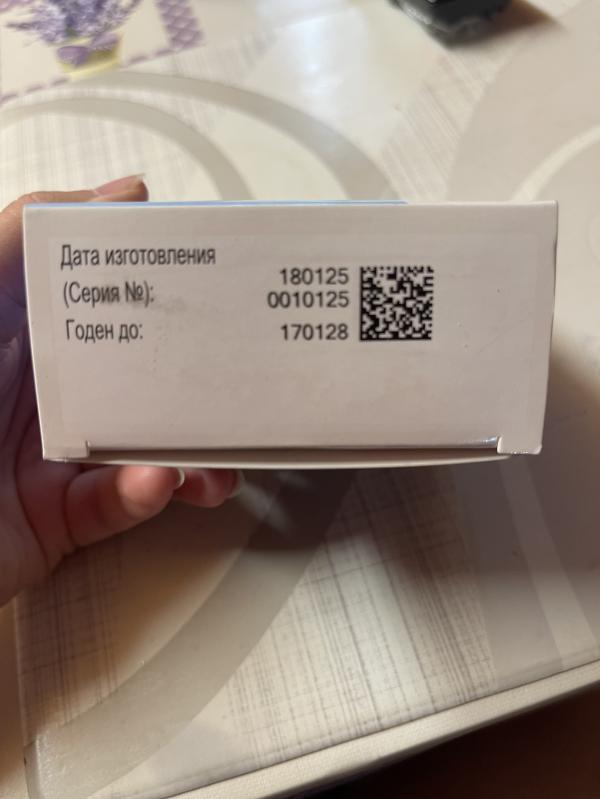 Дата изготовления
180125
(Серия №):
0010125
Годен до:
170128